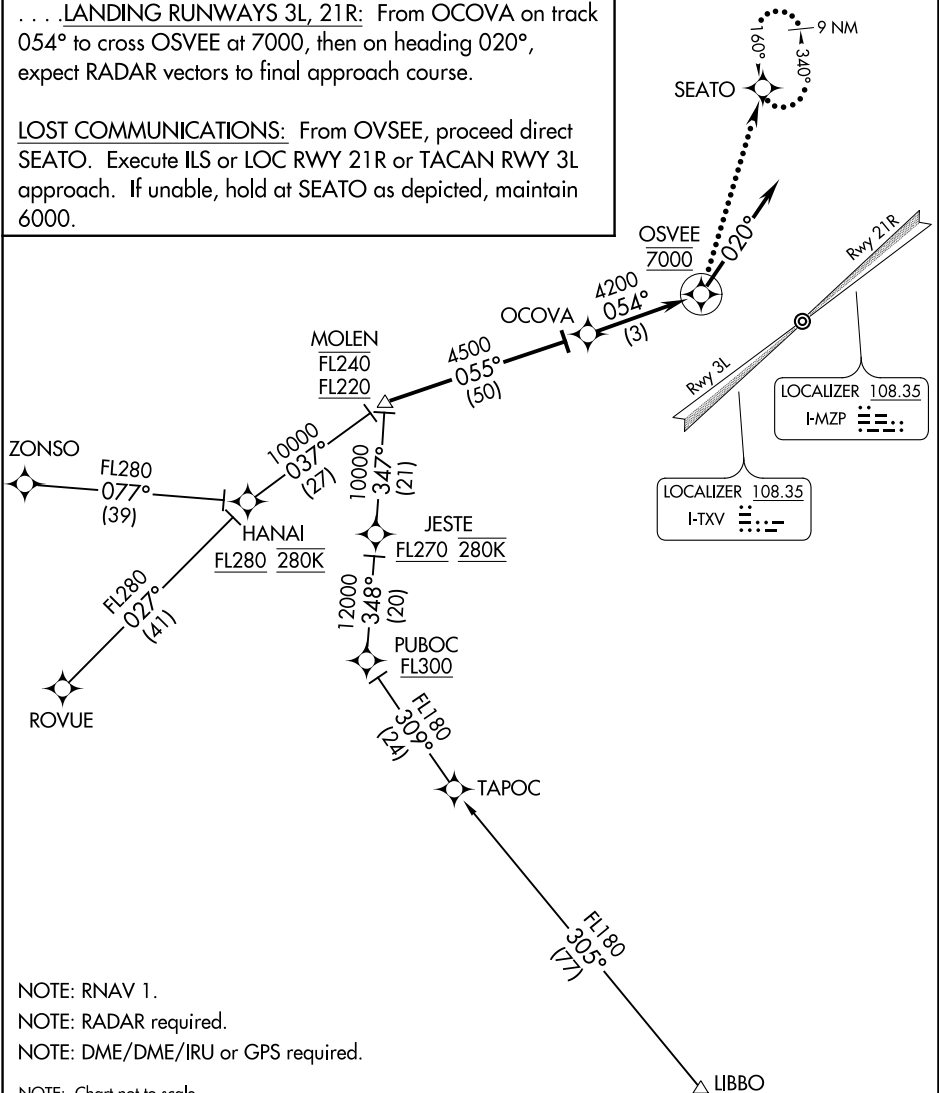 . . . . LANDING RUNWAYS 3L, 21R: From OCOVA on track
054° to cross OSVEE at 7000, then on heading 020°,
expect RADAR vectors to final approach course.
LOST COMMUNICATIONS: From OVSEE, proceed direct
SEATO. Execute ILS or LOC RWY 21R or TACAN RWY 3L
approach. If unable, hold at SEATO as depicted, maintain
6000.
160°
340°
9 NM
SEATO
OSVEE
7000
020°
Rwy 21R
4200
054°
(3)
OCOVA
MOLEN
FL240
FL220
4500
055°
(50)
Rwy 3L
LOCALIZER 108.35
I-MZP
LOCALIZER 108.35
I-TXV
ZONSO
FL280
077°
(39)
10000
037°
(27)
10000
347°
(21)
HANAI
FL280 280K
JESTE
FL270 280K
FL280
027°
(41)
12000
348°
(20)
PUBOC
FL300
ROVUE
FL180
309°
(24)
TAPOC
FL180
305°
(77)
NOTE: RNAV 1.
NOTE: RADAR required.
NOTE: DME/DME/IRU or GPS required.
NOTE: Chart not to scale
LIBBO